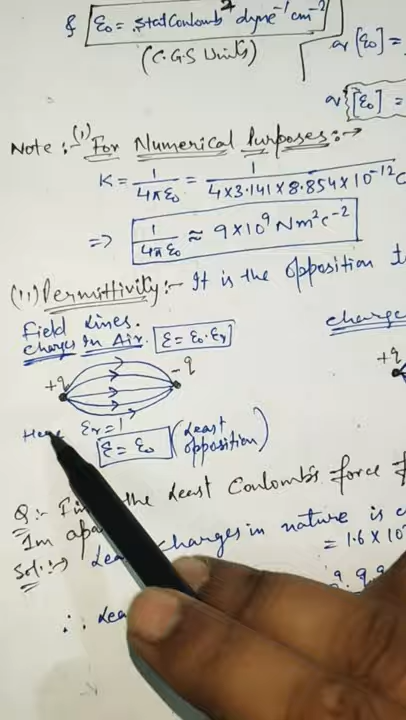 & ε₀ = statCoulomb² dyne⁻¹ cm⁻²
(C.G.S Units)
or [ε₀] =
or [ε₀] =
Note :- (i) For Numerical Purposes :→
K = 1/4πε₀ = 1/4×3.141×8.854×10⁻¹² C
=> 1/4πε₀ ≈ 9×10⁹ Nm²c⁻²
(ii) Permittivity :- It is the opposition t
Field Lines.
Charges In Air. ε = ε₀.εᵣ
charge
+q -q
+q
Here εᵣ = 1
ε = ε₀ (Least opposition)
Q :- the Least Coulomb's force
1m
Sol :→ charges in nature is
= 1.6×10
∴